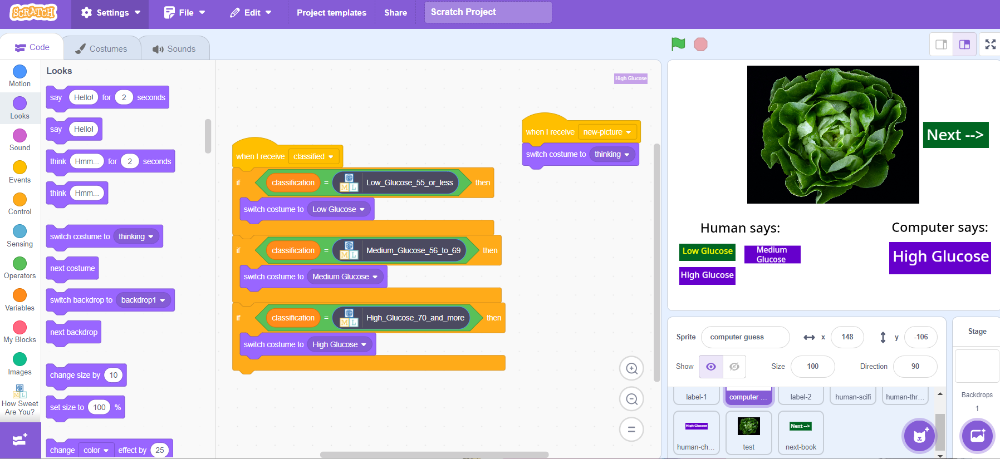 SCRATCH
Settings
File
Edit
Project templates
Share
Scratch Project
Code
Costumes
Sounds
Motion
Looks
Sound
Events
Control
Sensing
Operators
Variables
My Blocks
Images
How Sweet
Are You?
Looks
say Hello! for 2 seconds
say Hello!
think Hmm... for 2 seconds
think Hmm...
switch costume to thinking
next costume
switch backdrop to backdrop1
next backdrop
change size by 10
set size to 100 %
change color effect by 25
High Glucose
when I receive classified
if classification = ML Low_Glucose_55_or_less then
switch costume to Low Glucose
if classification = ML Medium_Glucose_56_to_69 then
switch costume to Medium Glucose
if classification = ML High_Glucose_70_and_more then
switch costume to High Glucose
when I receive new-picture
switch costume to thinking
Next -->
Human says:
Low Glucose
Medium
Glucose
High Glucose
Computer says:
High Glucose
Sprite computer guess x 148 y -106
Show Size 100 Direction 90
label-1
computer ...
label-2
human-scifi
human-thr...
High Glucose
human-ch...
test
Next -->
next-book
Stage
Backdrops
1